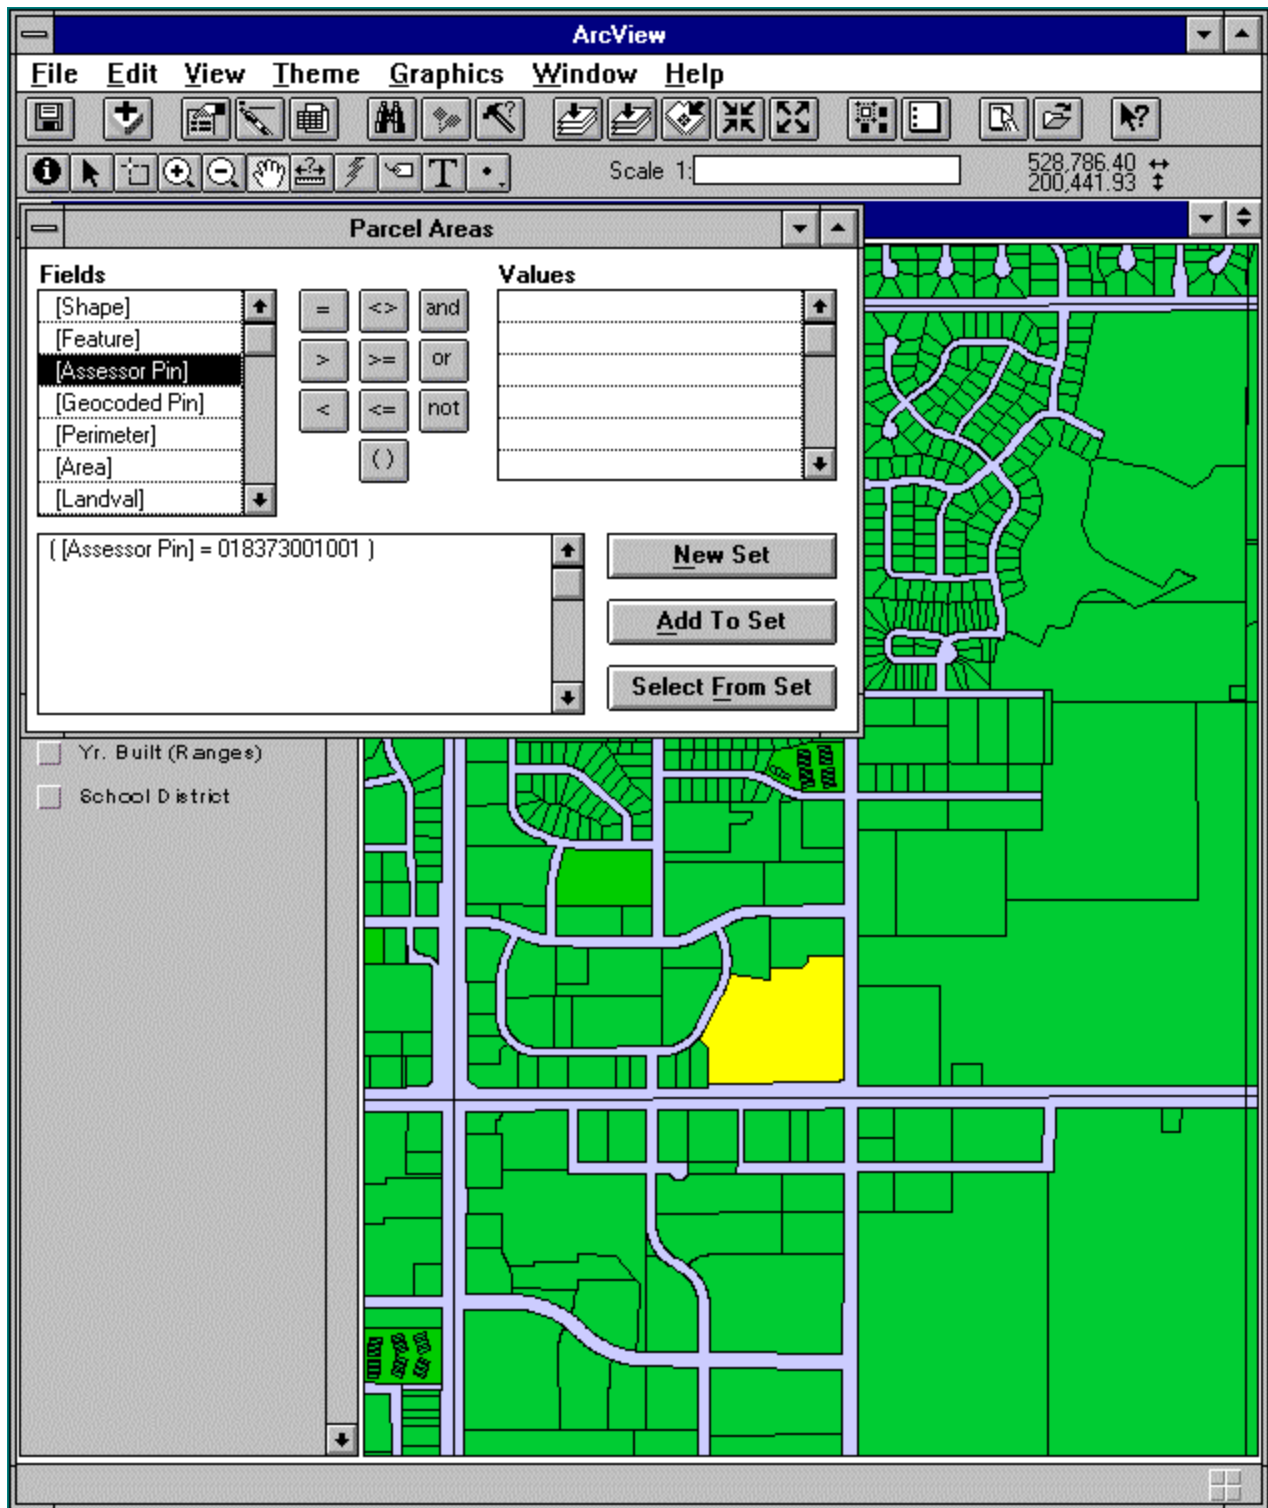 ArcView
File Edit View Theme Graphics Window Help
T
Scale 1:
528,786.40
200,441.93
Parcel Areas
Fields
Values
[Shape]
[Feature]
[Assessor Pin]
[Geocoded Pin]
[Perimeter]
[Area]
[Landval]
= <> and
> >= or
< <= not
( )
( [Assessor Pin] = 018373001001 )
New Set
Add To Set
Select From Set
Yr. Built (Ranges)
School District